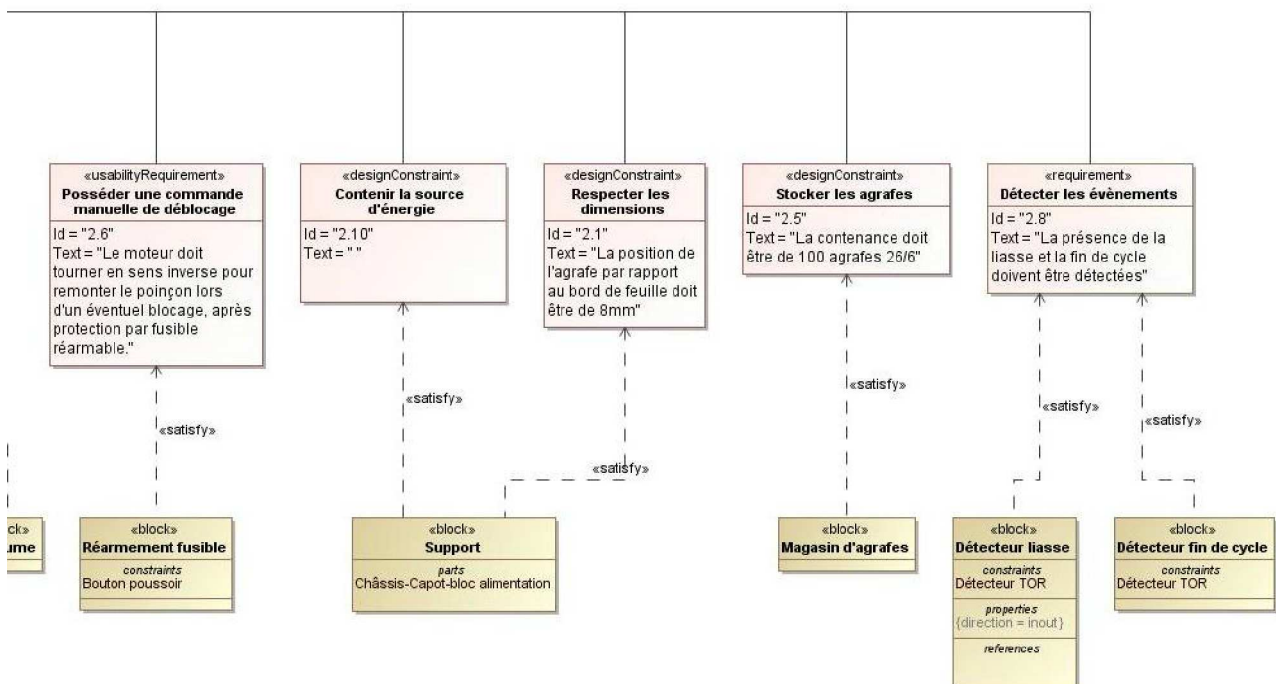 «usabilityRequirement»
Posséder une commande
manuelle de déblocage
Id = "2.6"
Text = "Le moteur doit
tourner en sens inverse pour
remonter le poinçon lors
d'un éventuel blocage, après
protection par fusible
réarmable."
«designConstraint»
Contenir la source
d'énergie
Id = "2.10"
Text = " "
«designConstraint»
Respecter les
dimensions
Id = "2.1"
Text = "La position de
l'agrafe par rapport
au bord de feuille doit
être de 8mm"
«designConstraint»
Stocker les agrafes
Id = "2.5"
Text = "La contenance doit
être de 100 agrafes 26/6"
«requirement»
Détecter les évènements
Id = "2.8"
Text = "La présence de la
liasse et la fin de cycle
doivent être détectées"
«satisfy»
«satisfy»
«satisfy»
«satisfy»
«satisfy»
«satisfy»
ck»
ume
«block»
Réarmement fusible
constraints
Bouton poussoir
«block»
Support
parts
Châssis-Capot-bloc alimentation
«block»
Magasin d'agrafes
«block»
Détecteur liasse
constraints
Détecteur TOR
properties
{direction = inout}
references
«block»
Détecteur fin de cycle
constraints
Détecteur TOR